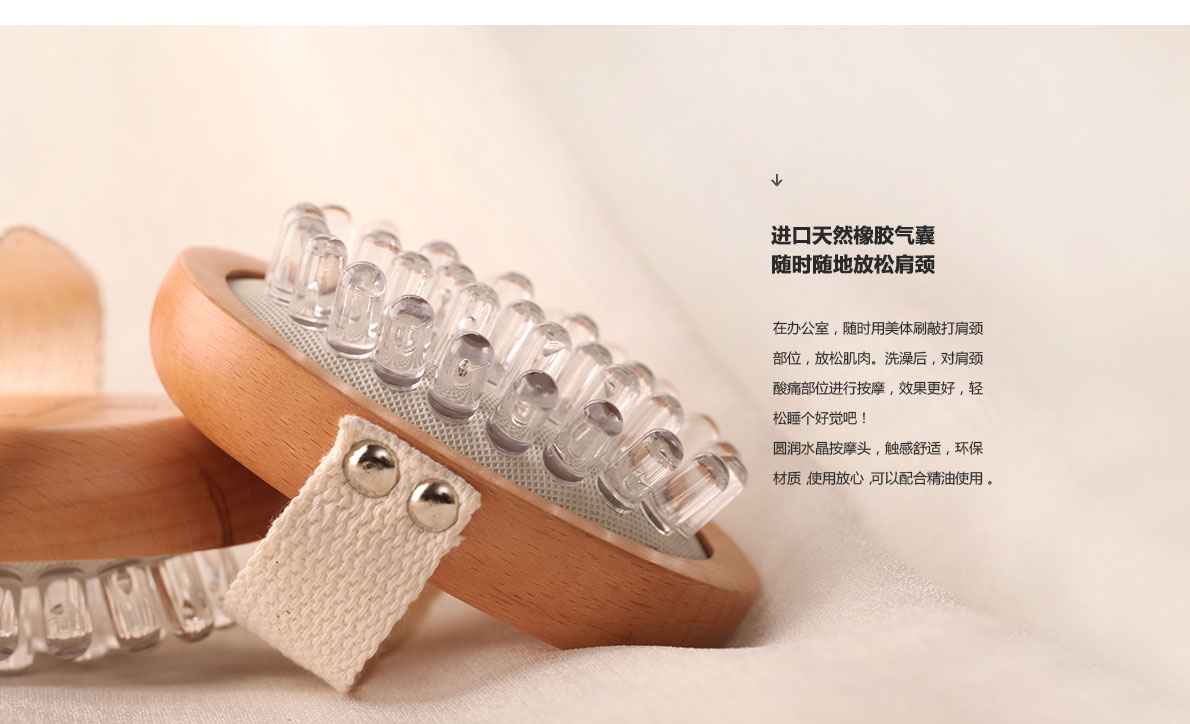 进口天然橡胶气囊
随时随地放松肩颈
在办公室，随时用美体刷敲打肩颈
部位，放松肌肉。洗澡后，对肩颈
酸痛部位进行按摩，效果更好，轻
松睡个好觉吧！
圆润水晶按摩头，触感舒适，环保
材质，使用放心，可以配合精油使用。